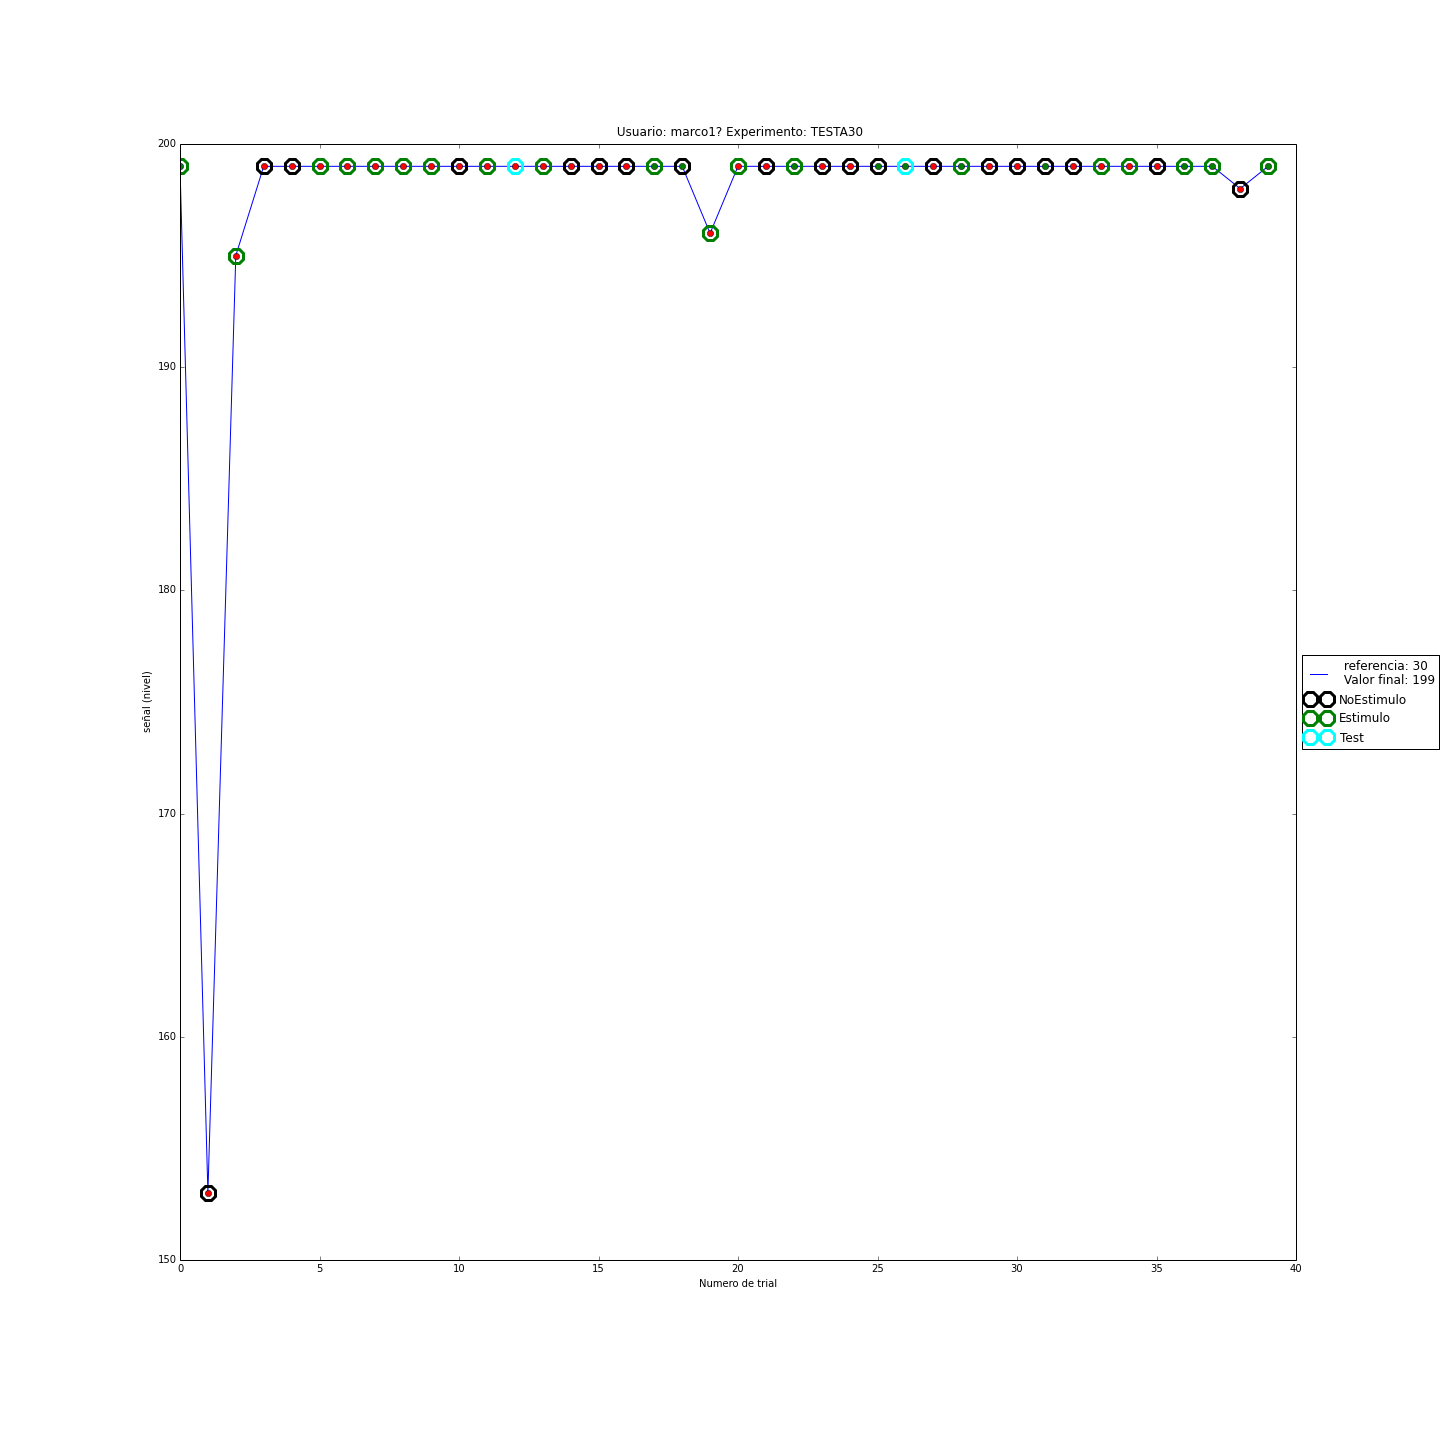 Usuario: marco1? Experimento: TESTA30
200
190
180
170
160
150
señal (nivel)
0 5 10 15 20 25 30 35 40
Numero de trial
referencia: 30
Valor final: 199
NoEstimulo
Estimulo
Test